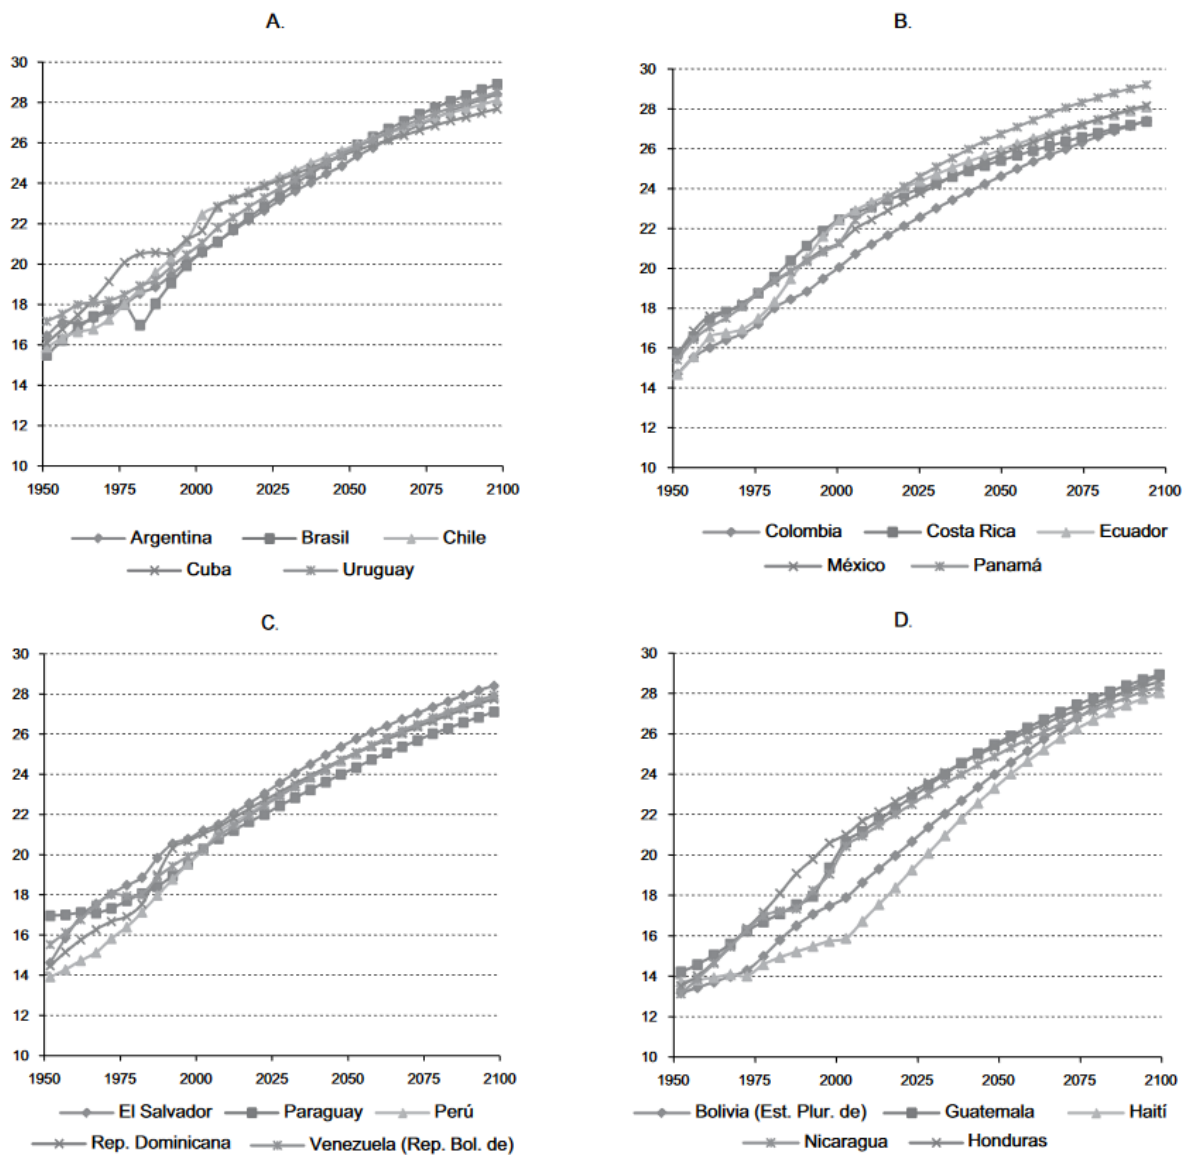 A.
30
28
26
24
22
20
18
16
14
12
10
1950 1975 2000 2025 2050 2075 2100
Argentina Brasil Chile
Cuba Uruguay
B.
30
28
26
24
22
20
18
16
14
12
10
1950 1975 2000 2025 2050 2075 2100
Colombia Costa Rica Ecuador
México Panamá
C.
30
28
26
24
22
20
18
16
14
12
10
1950 1975 2000 2025 2050 2075 2100
El Salvador Paraguay Perú
Rep. Dominicana Venezuela (Rep. Bol. de)
D.
30
28
26
24
22
20
18
16
14
12
10
1950 1975 2000 2025 2050 2075 2100
Bolivia (Est. Plur. de) Guatemala Haití
Nicaragua Honduras